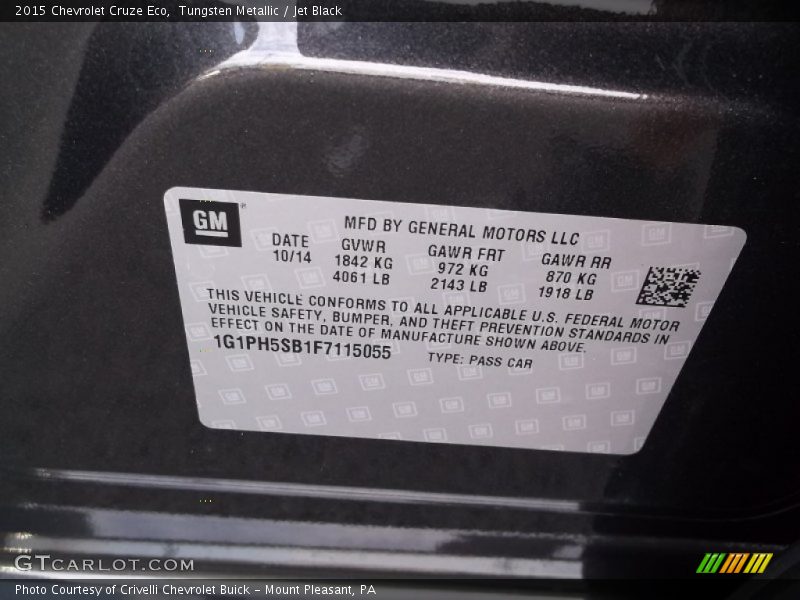 2015 Chevrolet Cruze Eco,  Tungsten Metallic / Jet Black
GM
MFD BY GENERAL MOTORS LLC
DATE GVWR GAWR FRT GAWR RR
10/14 1842 KG 972 KG 870 KG
4061 LB 2143 LB 1918 LB
THIS VEHICLE CONFORMS TO ALL APPLICABLE U.S. FEDERAL MOTOR
VEHICLE SAFETY, BUMPER, AND THEFT PREVENTION STANDARDS IN
EFFECT ON THE DATE OF MANUFACTURE SHOWN ABOVE.
1G1PH5SB1F7115055 TYPE: PASS CAR
GTCARLOT.COM
Photo Courtesy of Crivelli Chevrolet Buick - Mount Pleasant, PA